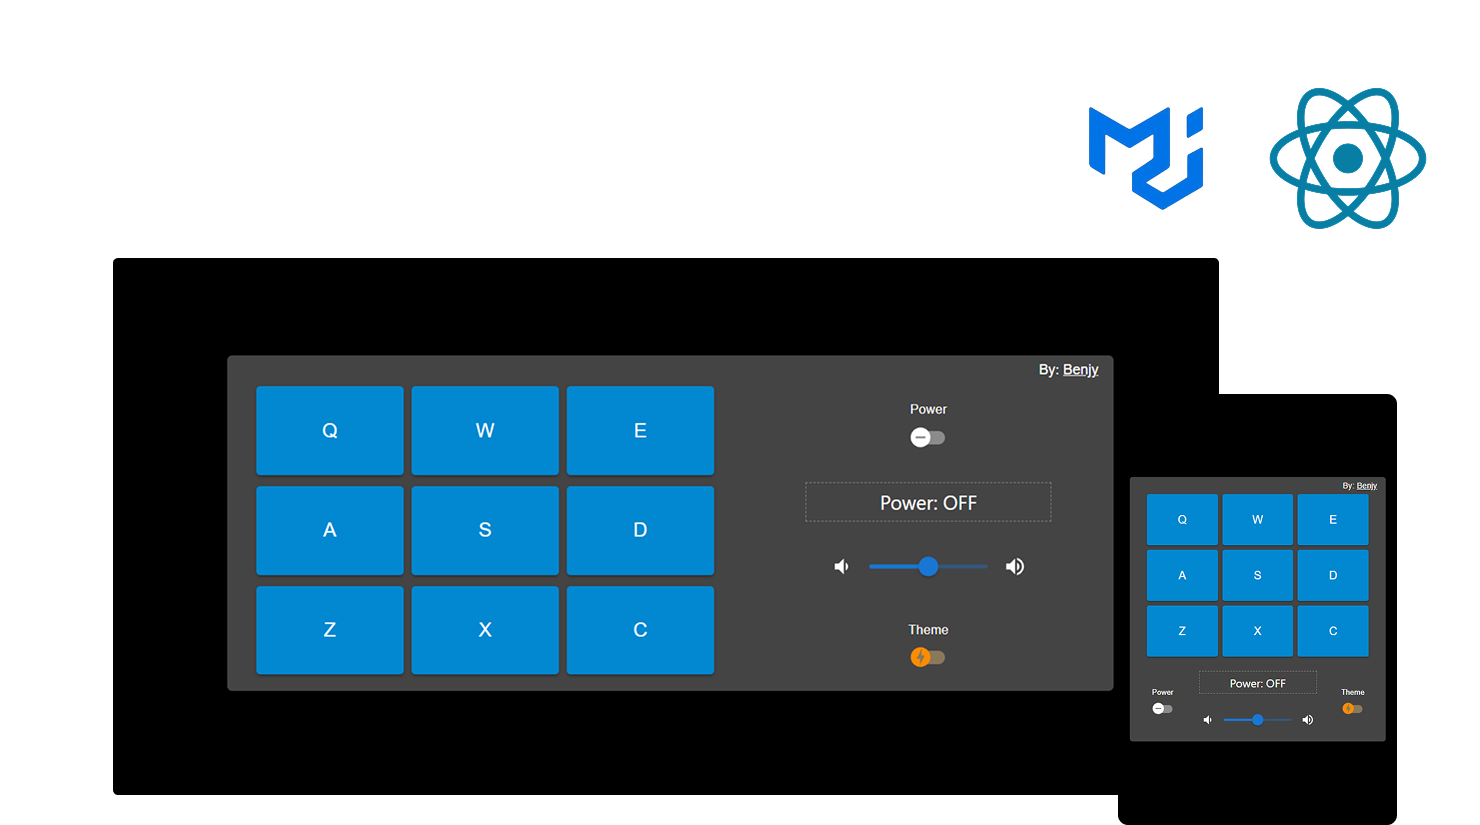 By: Benjy
Q W E
Power
A S D
Power: OFF
Z X C
Theme
By: Benjy
Q W E
A S D
Z X C
Power: OFF
Power Theme